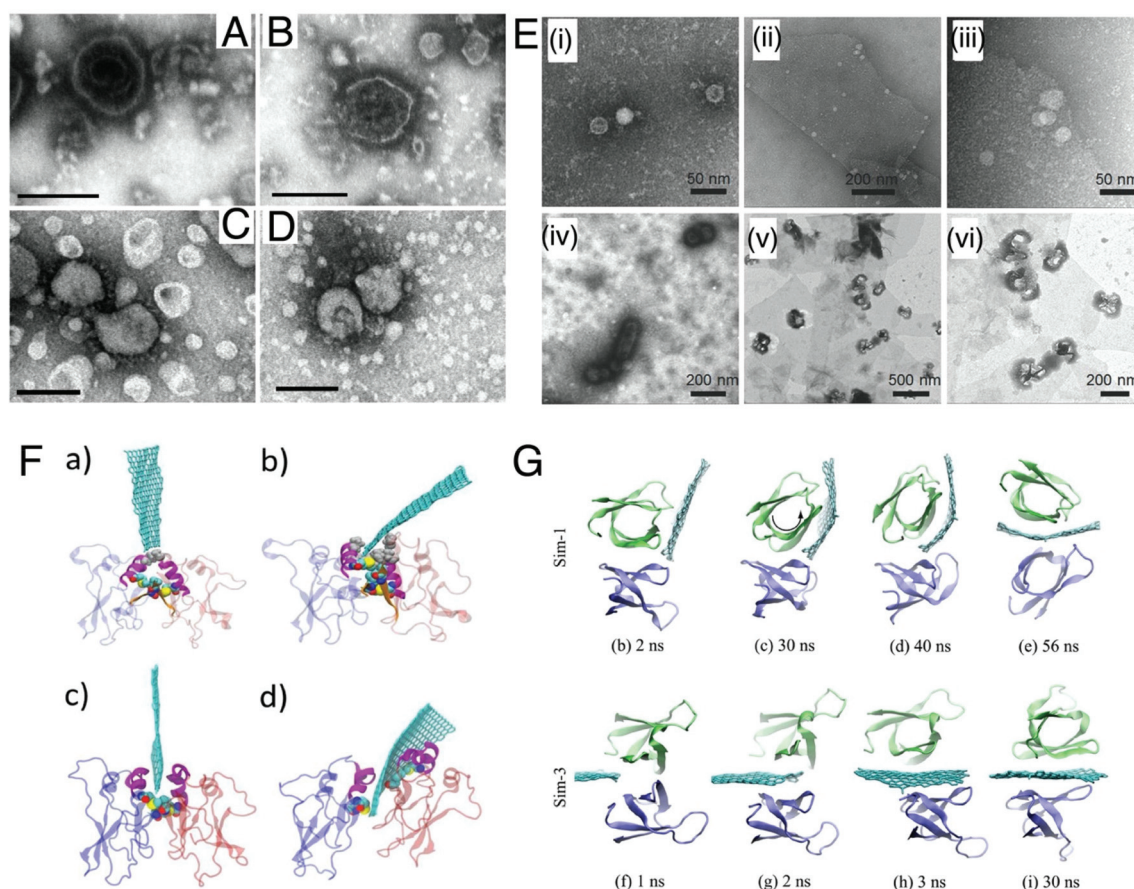 A
B
C
D
E
(i)
50 nm
(ii)
200 nm
(iii)
50 nm
(iv)
200 nm
(v)
500 nm
(vi)
200 nm
F
a)
b)
c)
d)
G
Sim-1
(b) 2 ns
(c) 30 ns
(d) 40 ns
(e) 56 ns
Sim-3
(f) 1 ns
(g) 2 ns
(h) 3 ns
(i) 30 ns